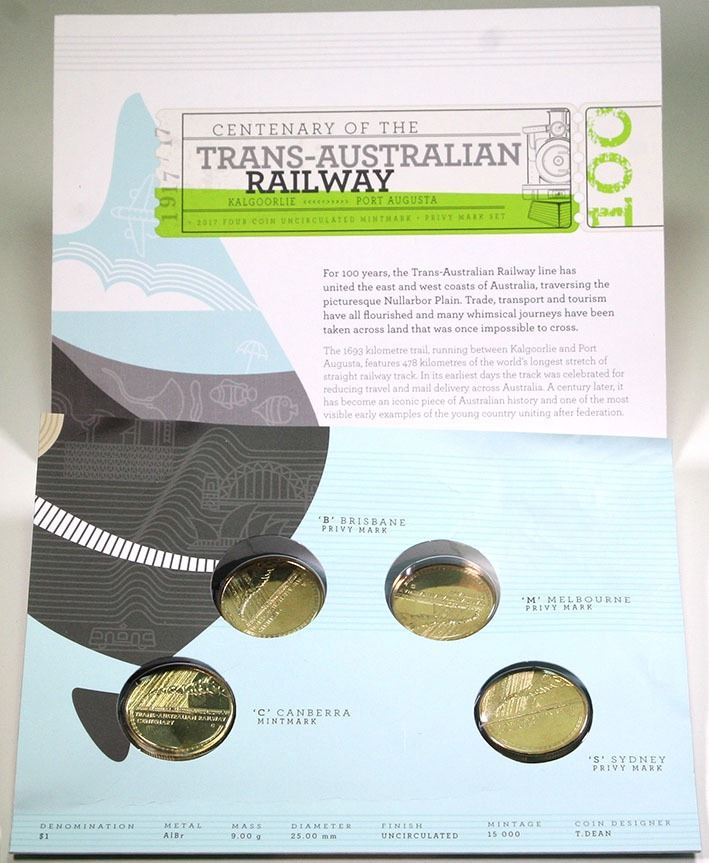 CENTENARY OF THE
TRANS-AUSTRALIAN
RAILWAY
KALGOORLIE <<<<>>>>> PORT AUGUSTA
• 2017 FOUR COIN UNCIRCULATED MINTMARK • PRIVY MARK SET
1917 / 17
100
For 100 years, the Trans-Australian Railway line has
united the east and west coasts of Australia, traversing the
picturesque Nullarbor Plain. Trade, transport and tourism
have all flourished and many whimsical journeys have been
taken across land that was once impossible to cross.
The 1693 kilometre trail, running between Kalgoorlie and Port
Augusta, features 478 kilometres of the world's longest stretch of
straight railway track. In its earliest days the track was celebrated for
reducing travel and mail delivery across Australia. A century later, it
has become an iconic piece of Australian history and one of the most
visible early examples of the young country uniting after federation.
'B' BRISBANE
PRIVY MARK
'M' MELBOURNE
PRIVY MARK
'C' CANBERRA
MINTMARK
TRANS-AUSTRALIAN RAILWAY
CENTENARY
C
'S' SYDNEY
PRIVY MARK
DENOMINATION METAL MASS DIAMETER FINISH MINTAGE COIN DESIGNER
$1 AlBr 9.00 g 25.00 mm UNCIRCULATED 15 000 T.DEAN